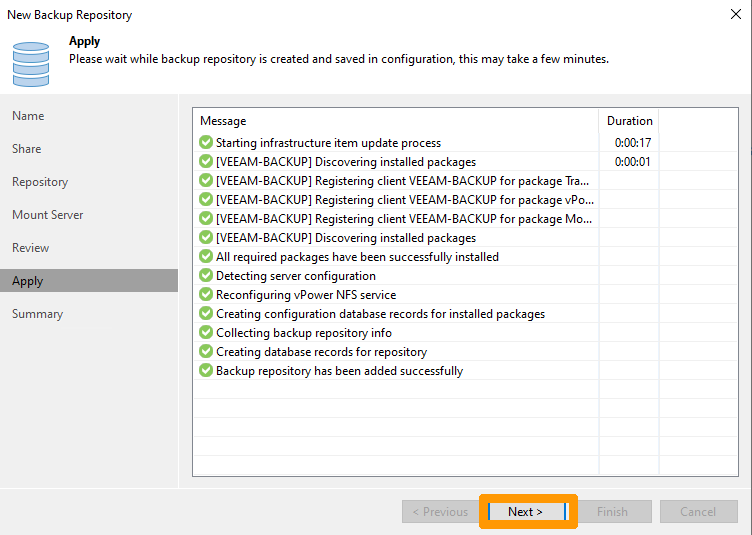 New Backup Repository
Apply
Please wait while backup repository is created and saved in configuration, this may take a few minutes.
Name
Share
Repository
Mount Server
Review
Apply
Summary
Message Duration
Starting infrastructure item update process 0:00:17
[VEEAM-BACKUP] Discovering installed packages 0:00:01
[VEEAM-BACKUP] Registering client VEEAM-BACKUP for package Tra...
[VEEAM-BACKUP] Registering client VEEAM-BACKUP for package vPo...
[VEEAM-BACKUP] Registering client VEEAM-BACKUP for package Mo...
[VEEAM-BACKUP] Discovering installed packages
All required packages have been successfully installed
Detecting server configuration
Reconfiguring vPower NFS service
Creating configuration database records for installed packages
Collecting backup repository info
Creating database records for repository
Backup repository has been added successfully
< Previous Next > Finish Cancel